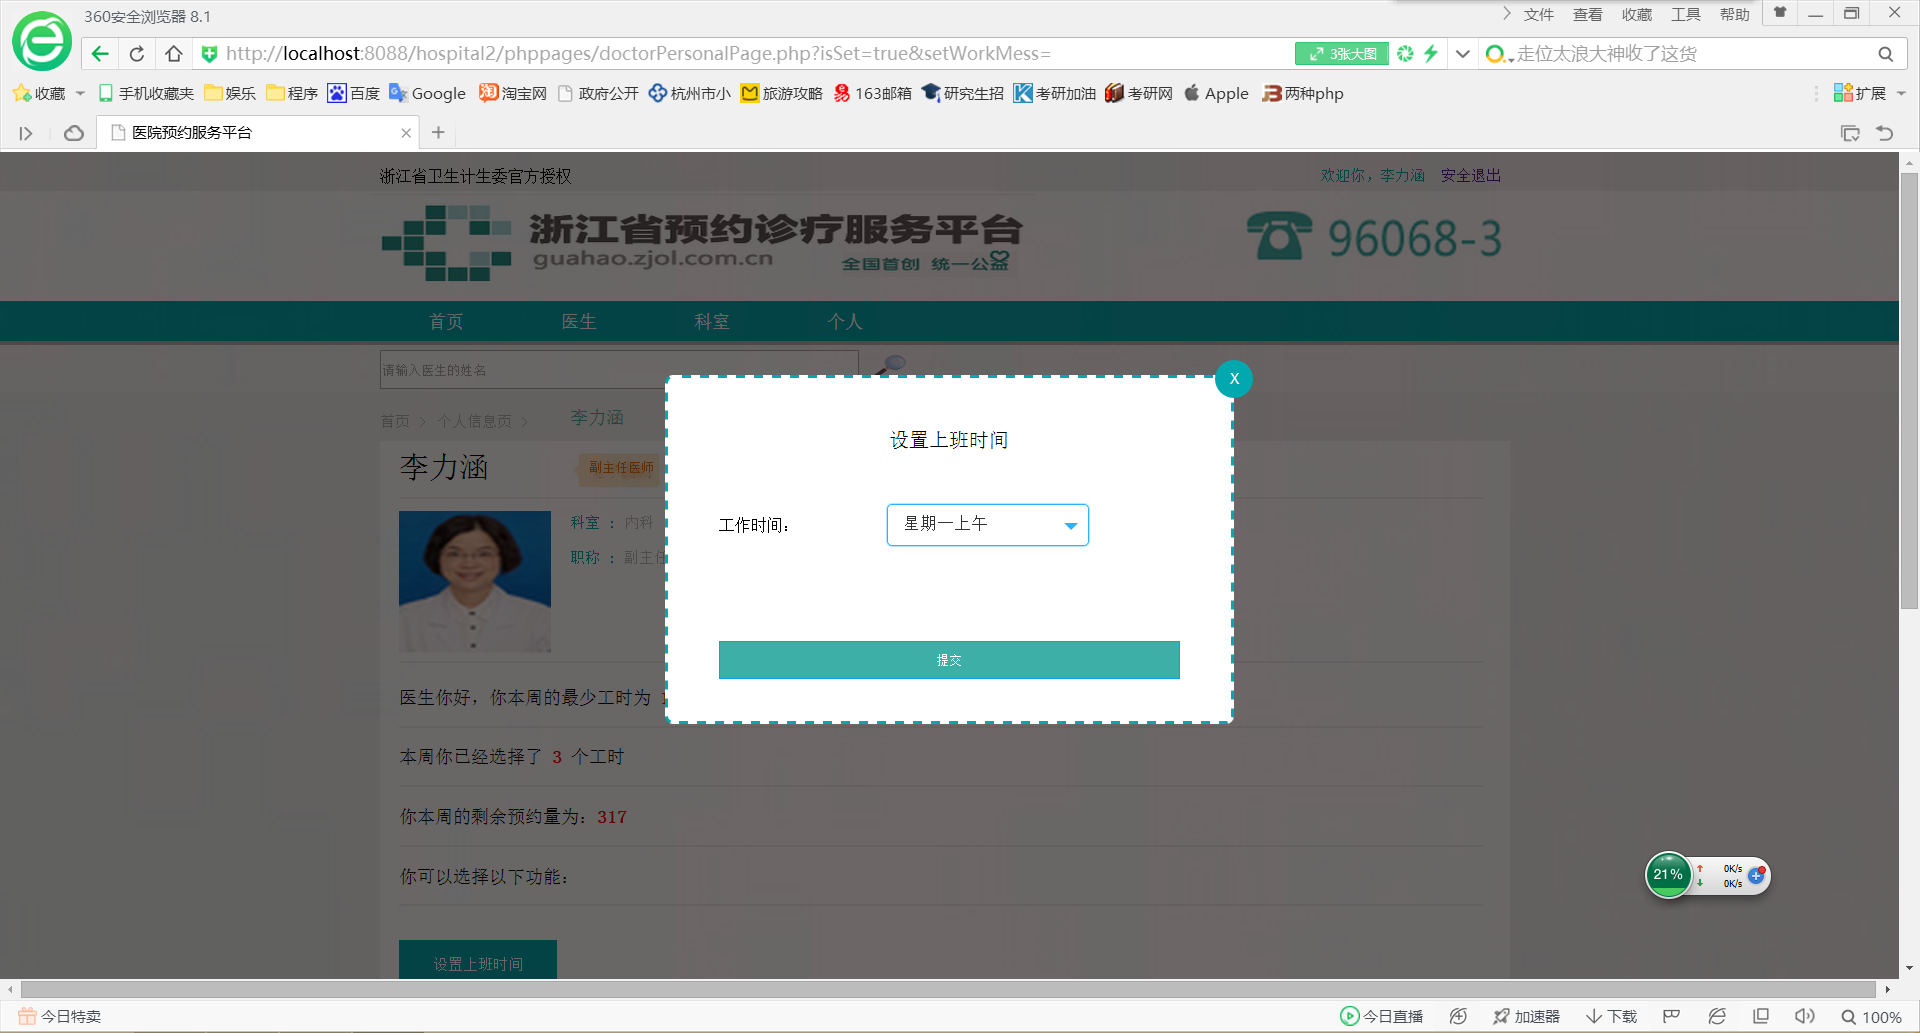 360安全浏览器 8.1
文件 查看 收藏 工具 帮助
http://localhost:8088/hospital2/phppages/doctorPersonalPage.php?isSet=true&setWorkMess=
3张大图
走位太浪大神收了这货
收藏 手机收藏夹 娱乐 程序 百度 Google 淘宝网 政府公开 杭州市小 旅游攻略 163邮箱 研究生招 考研加油 考研网 Apple 两种php 扩展
医院预约服务平台
浙江省卫生计生委官方授权
欢迎你，李力涵 安全退出
浙江省预约诊疗服务平台
guahao.zjol.com.cn 全国首创 统一公益
96068-3
首页 医生 科室 个人
请输入医生的姓名
X
首页 > 个人信息页 > 李力涵
设置上班时间
李力涵 副主任医师
科室 : 内科
工作时间：
星期一上午
职称 : 副主任
提交
医生你好，你本周的最少工时为
本周你已经选择了 3 个工时
你本周的剩余预约量为：317
你可以选择以下功能：
21% 0K/s
0K/s
设置上班时间
今日特卖
今日直播 加速器 下载 100%